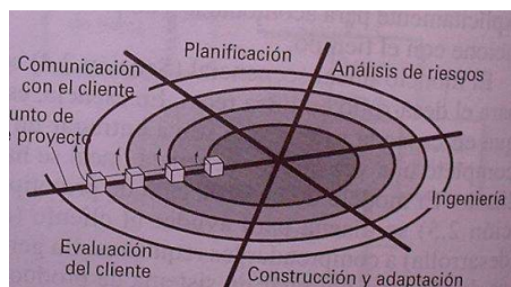 Planificación
Comunicación
con el cliente
Análisis de riesgos
unto de
proyecto
Ingeniería
Evaluación
del cliente
Construcción y adaptación